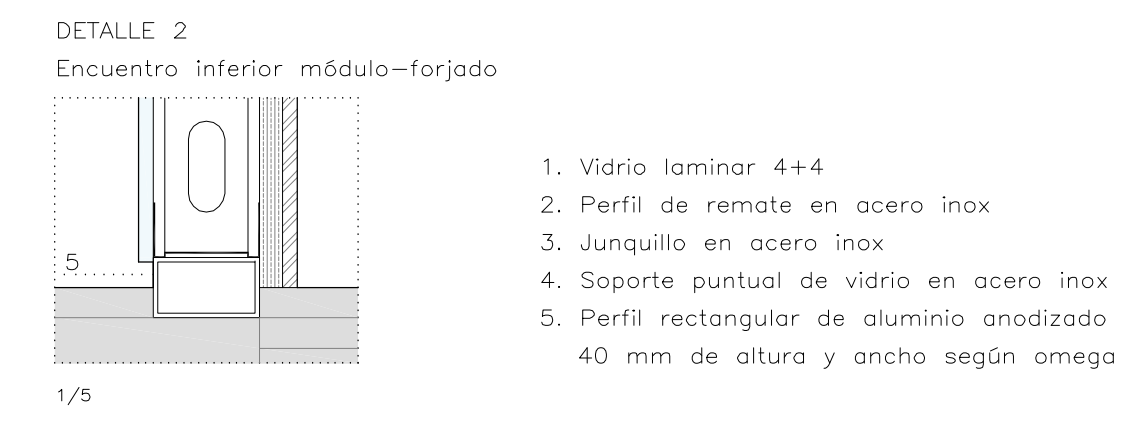 DETALLE 2
Encuentro inferior módulo-forjado
5
1. Vidrio laminar 4+4
2. Perfil de remate en acero inox
3. Junquillo en acero inox
4. Soporte puntual de vidrio en acero inox
5. Perfil rectangular de aluminio anodizado
40 mm de altura y ancho según omega
1/5